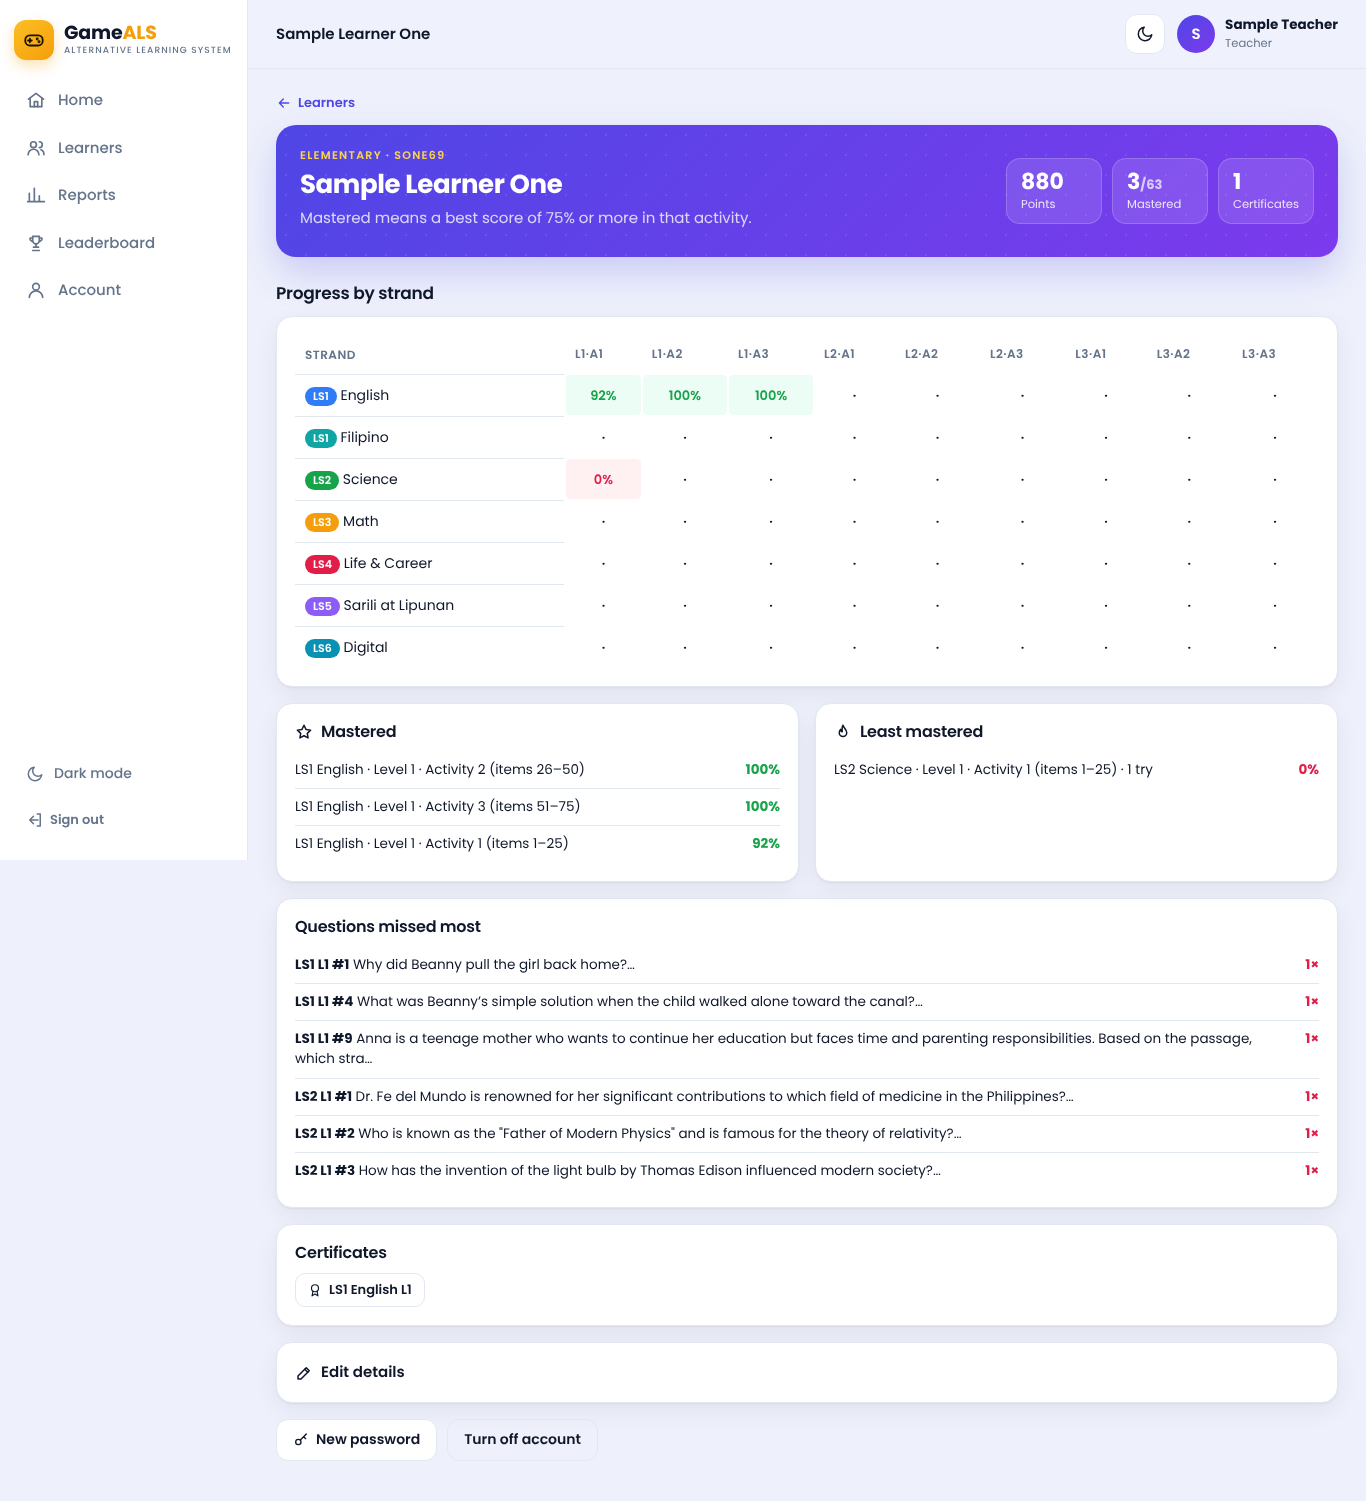 GameALS
ALTERNATIVE LEARNING SYSTEM
Home
Learners
Reports
Leaderboard
Account
Dark mode
Sign out
Sample Learner One
S
Sample Teacher
Teacher
← Learners
ELEMENTARY · SONE69
Sample Learner One
Mastered means a best score of 75% or more in that activity.
880
Points
3/63
Mastered
1
Certificates
Progress by strand
STRAND L1·A1 L1·A2 L1·A3 L2·A1 L2·A2 L2·A3 L3·A1 L3·A2 L3·A3
LS1 English 92% 100% 100% · · · · · ·
LS1 Filipino · · · · · · · · ·
LS2 Science 0% · · · · · · · ·
LS3 Math · · · · · · · · ·
LS4 Life & Career · · · · · · · · ·
LS5 Sarili at Lipunan · · · · · · · · ·
LS6 Digital · · · · · · · · ·
Mastered
LS1 English · Level 1 · Activity 2 (items 26–50) 100%
LS1 English · Level 1 · Activity 3 (items 51–75) 100%
LS1 English · Level 1 · Activity 1 (items 1–25) 92%
Least mastered
LS2 Science · Level 1 · Activity 1 (items 1–25) · 1 try 0%
Questions missed most
LS1 L1 #1 Why did Beanny pull the girl back home?… 1×
LS1 L1 #4 What was Beanny’s simple solution when the child walked alone toward the canal?… 1×
LS1 L1 #9 Anna is a teenage mother who wants to continue her education but faces time and parenting responsibilities. Based on the passage, 1×
which stra…
LS2 L1 #1 Dr. Fe del Mundo is renowned for her significant contributions to which field of medicine in the Philippines?… 1×
LS2 L1 #2 Who is known as the "Father of Modern Physics" and is famous for the theory of relativity?… 1×
LS2 L1 #3 How has the invention of the light bulb by Thomas Edison influenced modern society?… 1×
Certificates
LS1 English L1
Edit details
New password
Turn off account